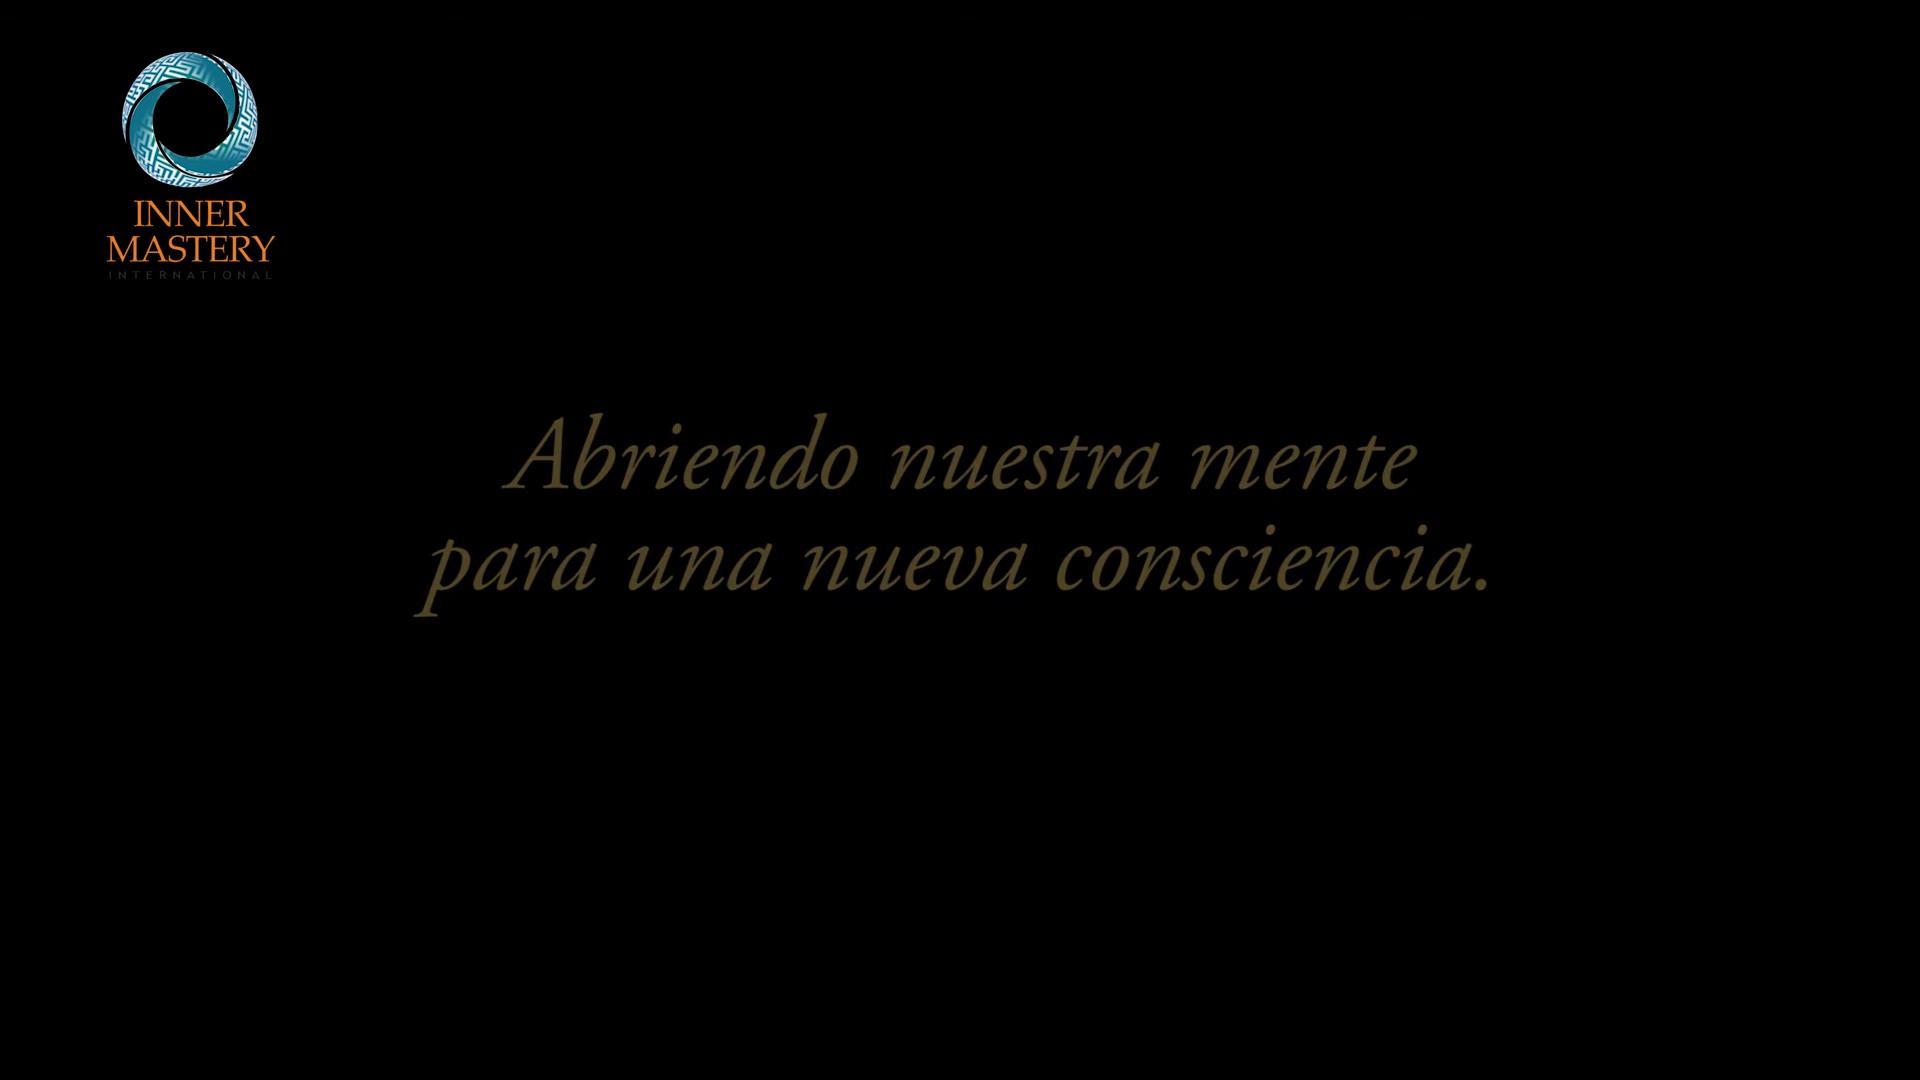 INNER
MASTERY
INTERNATIONAL
Abriendo nuestra mente
para una nueva consciencia.